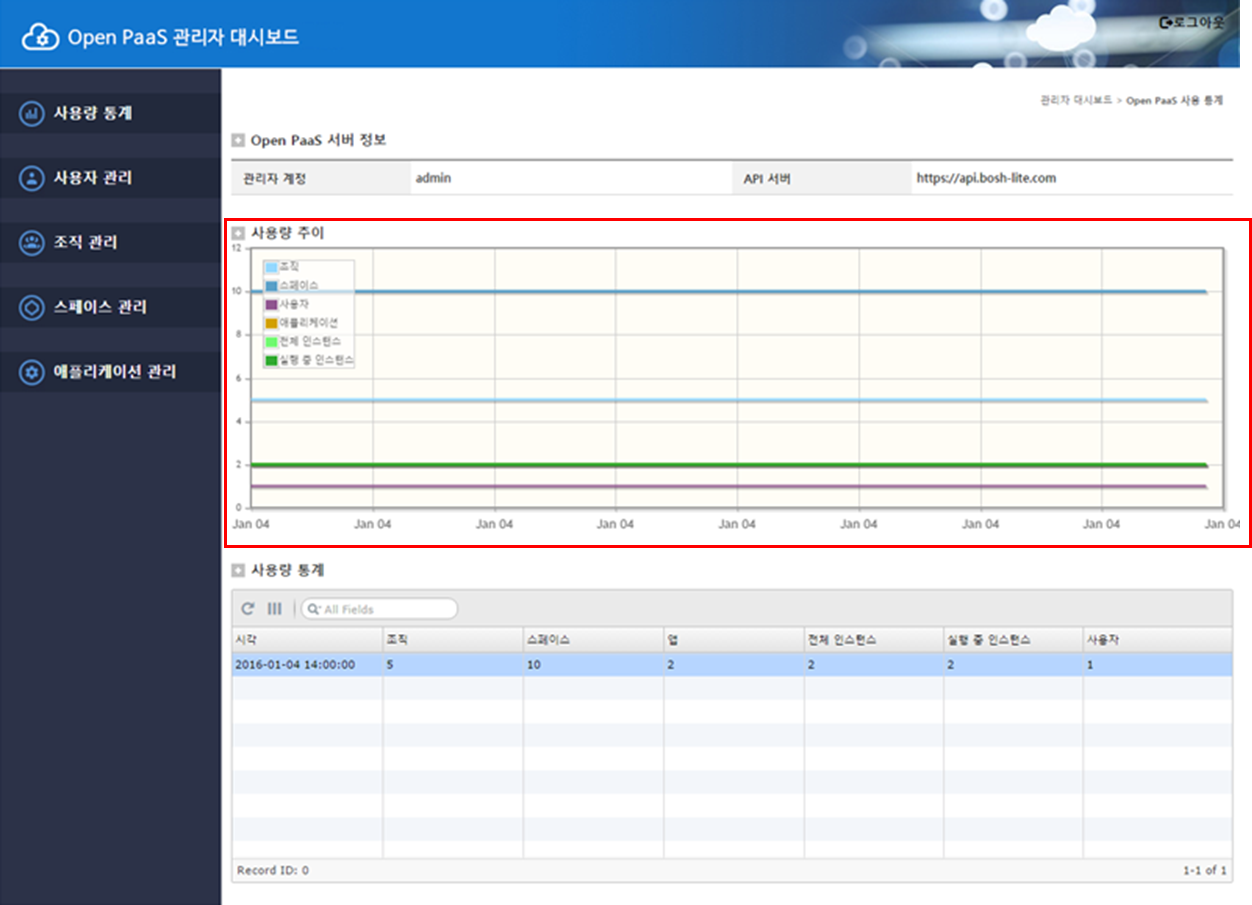 Open PaaS 관리자 대시보드
로그아웃
사용량 통계
사용자 관리
조직 관리
스페이스 관리
애플리케이션 관리
관리자 대시보드 > Open PaaS 사용 통계
Open PaaS 서버 정보
관리자 계정 admin API 서버 https://api.bosh-lite.com
사용량 추이
12
10
8
6
4
2
0
조직
스페이스
사용자
애플리케이션
전체 인스턴스
실행 중 인스턴스
Jan 04 Jan 04 Jan 04 Jan 04 Jan 04 Jan 04 Jan 04 Jan 04 Jan 04
사용량 통계
All Fields
시각 조직 스페이스 앱 전체 인스턴스 실행 중 인스턴스 사용자
2016-01-04 14:00:00 5 10 2 2 2 1
Record ID: 0 1-1 of 1